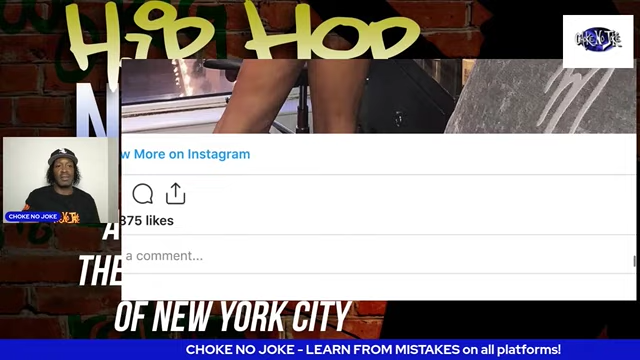 HIP HOP
N
w More on Instagram
CHOKE NO JOKE
375 likes
A
a comment...
THE
OF NEW YORK CITY
CHOKE NO JOKE - LEARN FROM MISTAKES on all platforms!